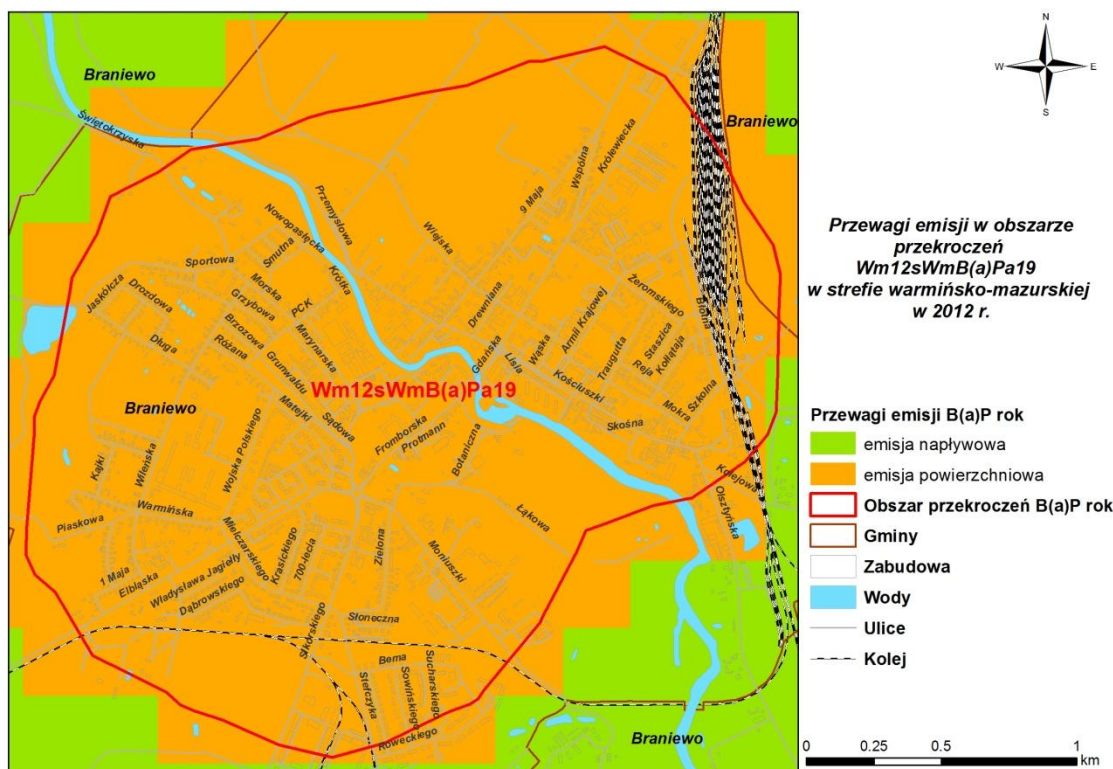 Braniewo
Świętokrzyska
Przemysłowa
Nowopasłęcka
Smutna
Sportowa
Krótka
Morska
PCK
Grzybowa
Jaskółcza
Drozdowa
Długa
Brzozowa
Różana
Grunwaldu
Marynarska
Matejki
Sądowa
Wiejska
9 Maja
Wspólna
Królewiecka
Braniewo
Drewniana
Gdańska
Lisia
Wąska
Armii Krajowej
Żeromskiego
Traugutta
Staszica
Reja
Kołłątaja
Błotna
Kościuszki
Mokra
Szkolna
Skośna
Kolejowa
Olsztyńska
Wm12sWmB(a)Pa19
Braniewo
Fromborska
Protmann
Botaniczna
Łąkowa
Kajki
Wileńska
Wojska Polskiego
Warmińska
Piaskowa
Mielczarskiego
Krasickiego
700-lecia
Zielona
Moniuszki
1 Maja
Elbląska
Władysława Jagiełły
Dąbrowskiego
Sikorskiego
Słoneczna
Bema
Stefczyka
Sowińskiego
Sucharskiego
Roweckiego
Braniewo
N
W
E
S
Przewagi emisji w obszarze
przekroczeń
Wm12sWmB(a)Pa19
w strefie warmińsko-mazurskiej
w 2012 r.
Przewagi emisji B(a)P rok
emisja napływowa
emisja powierzchniowa
Obszar przekroczeń B(a)P rok
Gminy
Zabudowa
Wody
Ulice
Kolej
0 0.25 0.5 1
km